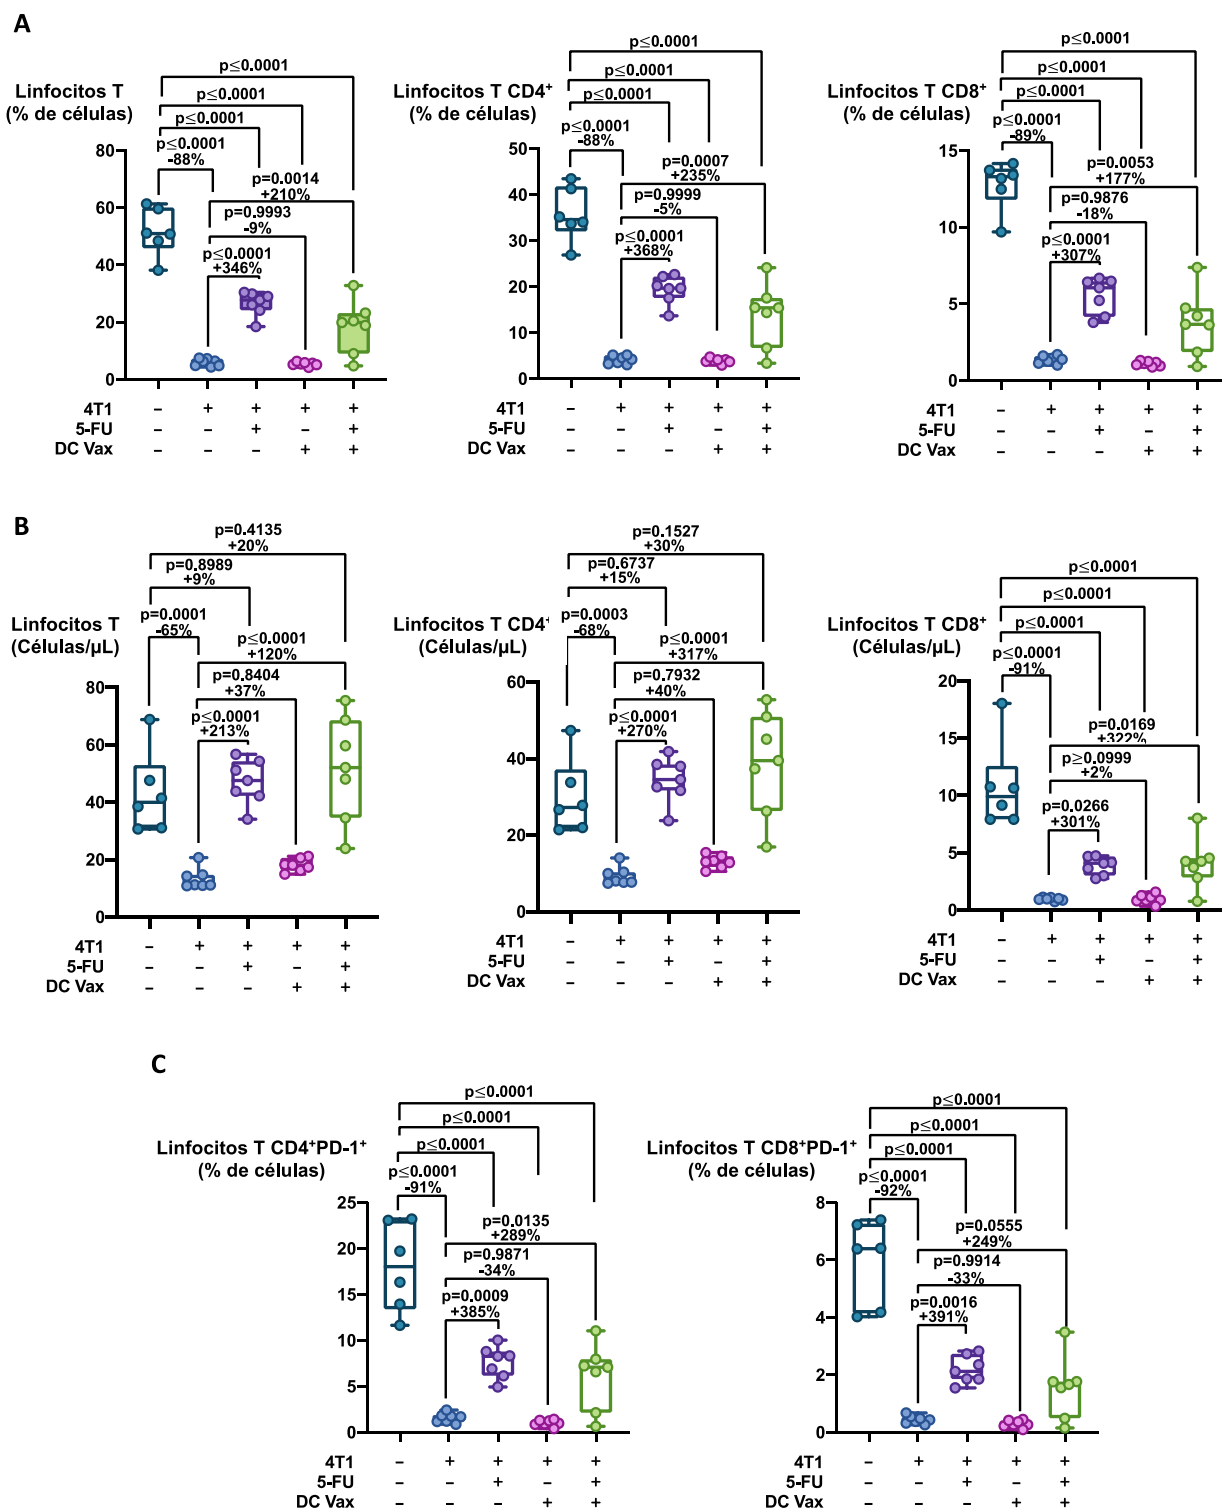 A
Linfocitos T
(% de células)
p≤0.0001
p≤0.0001
p≤0.0001
p≤0.0001
-88%
p=0.0014
+210%
p=0.9993
-9%
p≤0.0001
+346%
80
60
40
20
0
4T1 – + + + +
5-FU – – + – +
DC Vax – – – + +
Linfocitos T CD4⁺
(% de células)
p≤0.0001
p≤0.0001
p≤0.0001
p≤0.0001
-88%
p=0.0007
+235%
p=0.9999
-5%
p≤0.0001
+368%
50
40
30
20
10
0
4T1 – + + + +
5-FU – – + – +
DC Vax – – – + +
Linfocitos T CD8⁺
(% de células)
p≤0.0001
p≤0.0001
p≤0.0001
p≤0.0001
-89%
p=0.0053
+177%
p=0.9876
-18%
p≤0.0001
+307%
15
10
5
0
4T1 – + + + +
5-FU – – + – +
DC Vax – – – + +
B
Linfocitos T
(Células/µL)
p=0.4135
+20%
p=0.8989
+9%
p=0.0001
-65%
p≤0.0001
+120%
p=0.8404
+37%
p≤0.0001
+213%
80
60
40
20
0
4T1 – + + + +
5-FU – – + – +
DC Vax – – – + +
Linfocitos T CD4⁺
(Células/µL)
p=0.1527
+30%
p=0.6737
+15%
p=0.0003
-68%
p≤0.0001
+317%
p=0.7932
+40%
p≤0.0001
+270%
60
40
20
0
4T1 – + + + +
5-FU – – + – +
DC Vax – – – + +
Linfocitos T CD8⁺
(Células/µL)
p≤0.0001
p≤0.0001
p≤0.0001
p≤0.0001
-91%
p=0.0169
+322%
p≥0.0999
+2%
p=0.0266
+301%
20
15
10
5
0
4T1 – + + + +
5-FU – – + – +
DC Vax – – – + +
C
Linfocitos T CD4⁺PD-1⁺
(% de células)
p≤0.0001
p≤0.0001
p≤0.0001
p≤0.0001
-91%
p=0.0135
+289%
p=0.9871
-34%
p=0.0009
+385%
25
20
15
10
5
0
4T1 – + + + +
5-FU – – + – +
DC Vax – – – + +
Linfocitos T CD8⁺PD-1⁺
(% de células)
p≤0.0001
p≤0.0001
p≤0.0001
p≤0.0001
-92%
p=0.0555
+249%
p=0.9914
-33%
p=0.0016
+391%
8
6
4
2
0
4T1 – + + + +
5-FU – – + – +
DC Vax – – – + +